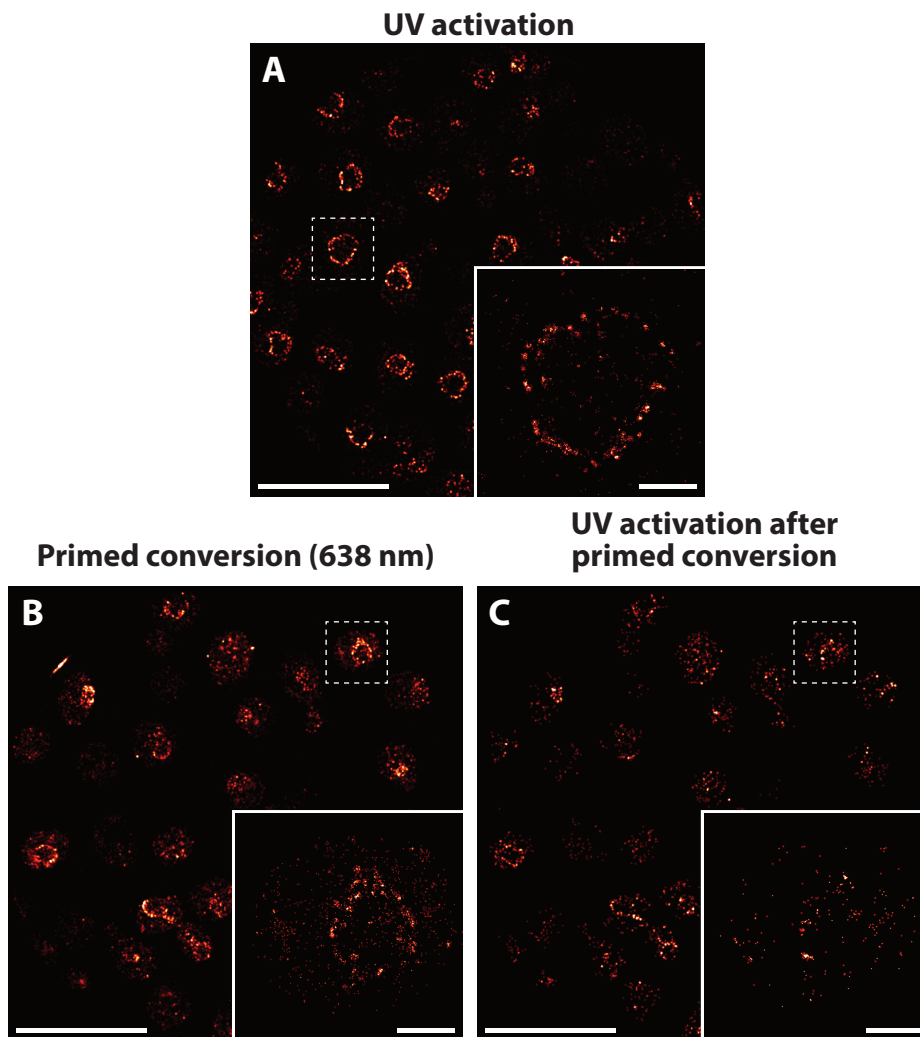 UV activation
A
Primed conversion (638 nm)
UV activation after
primed conversion
B
C